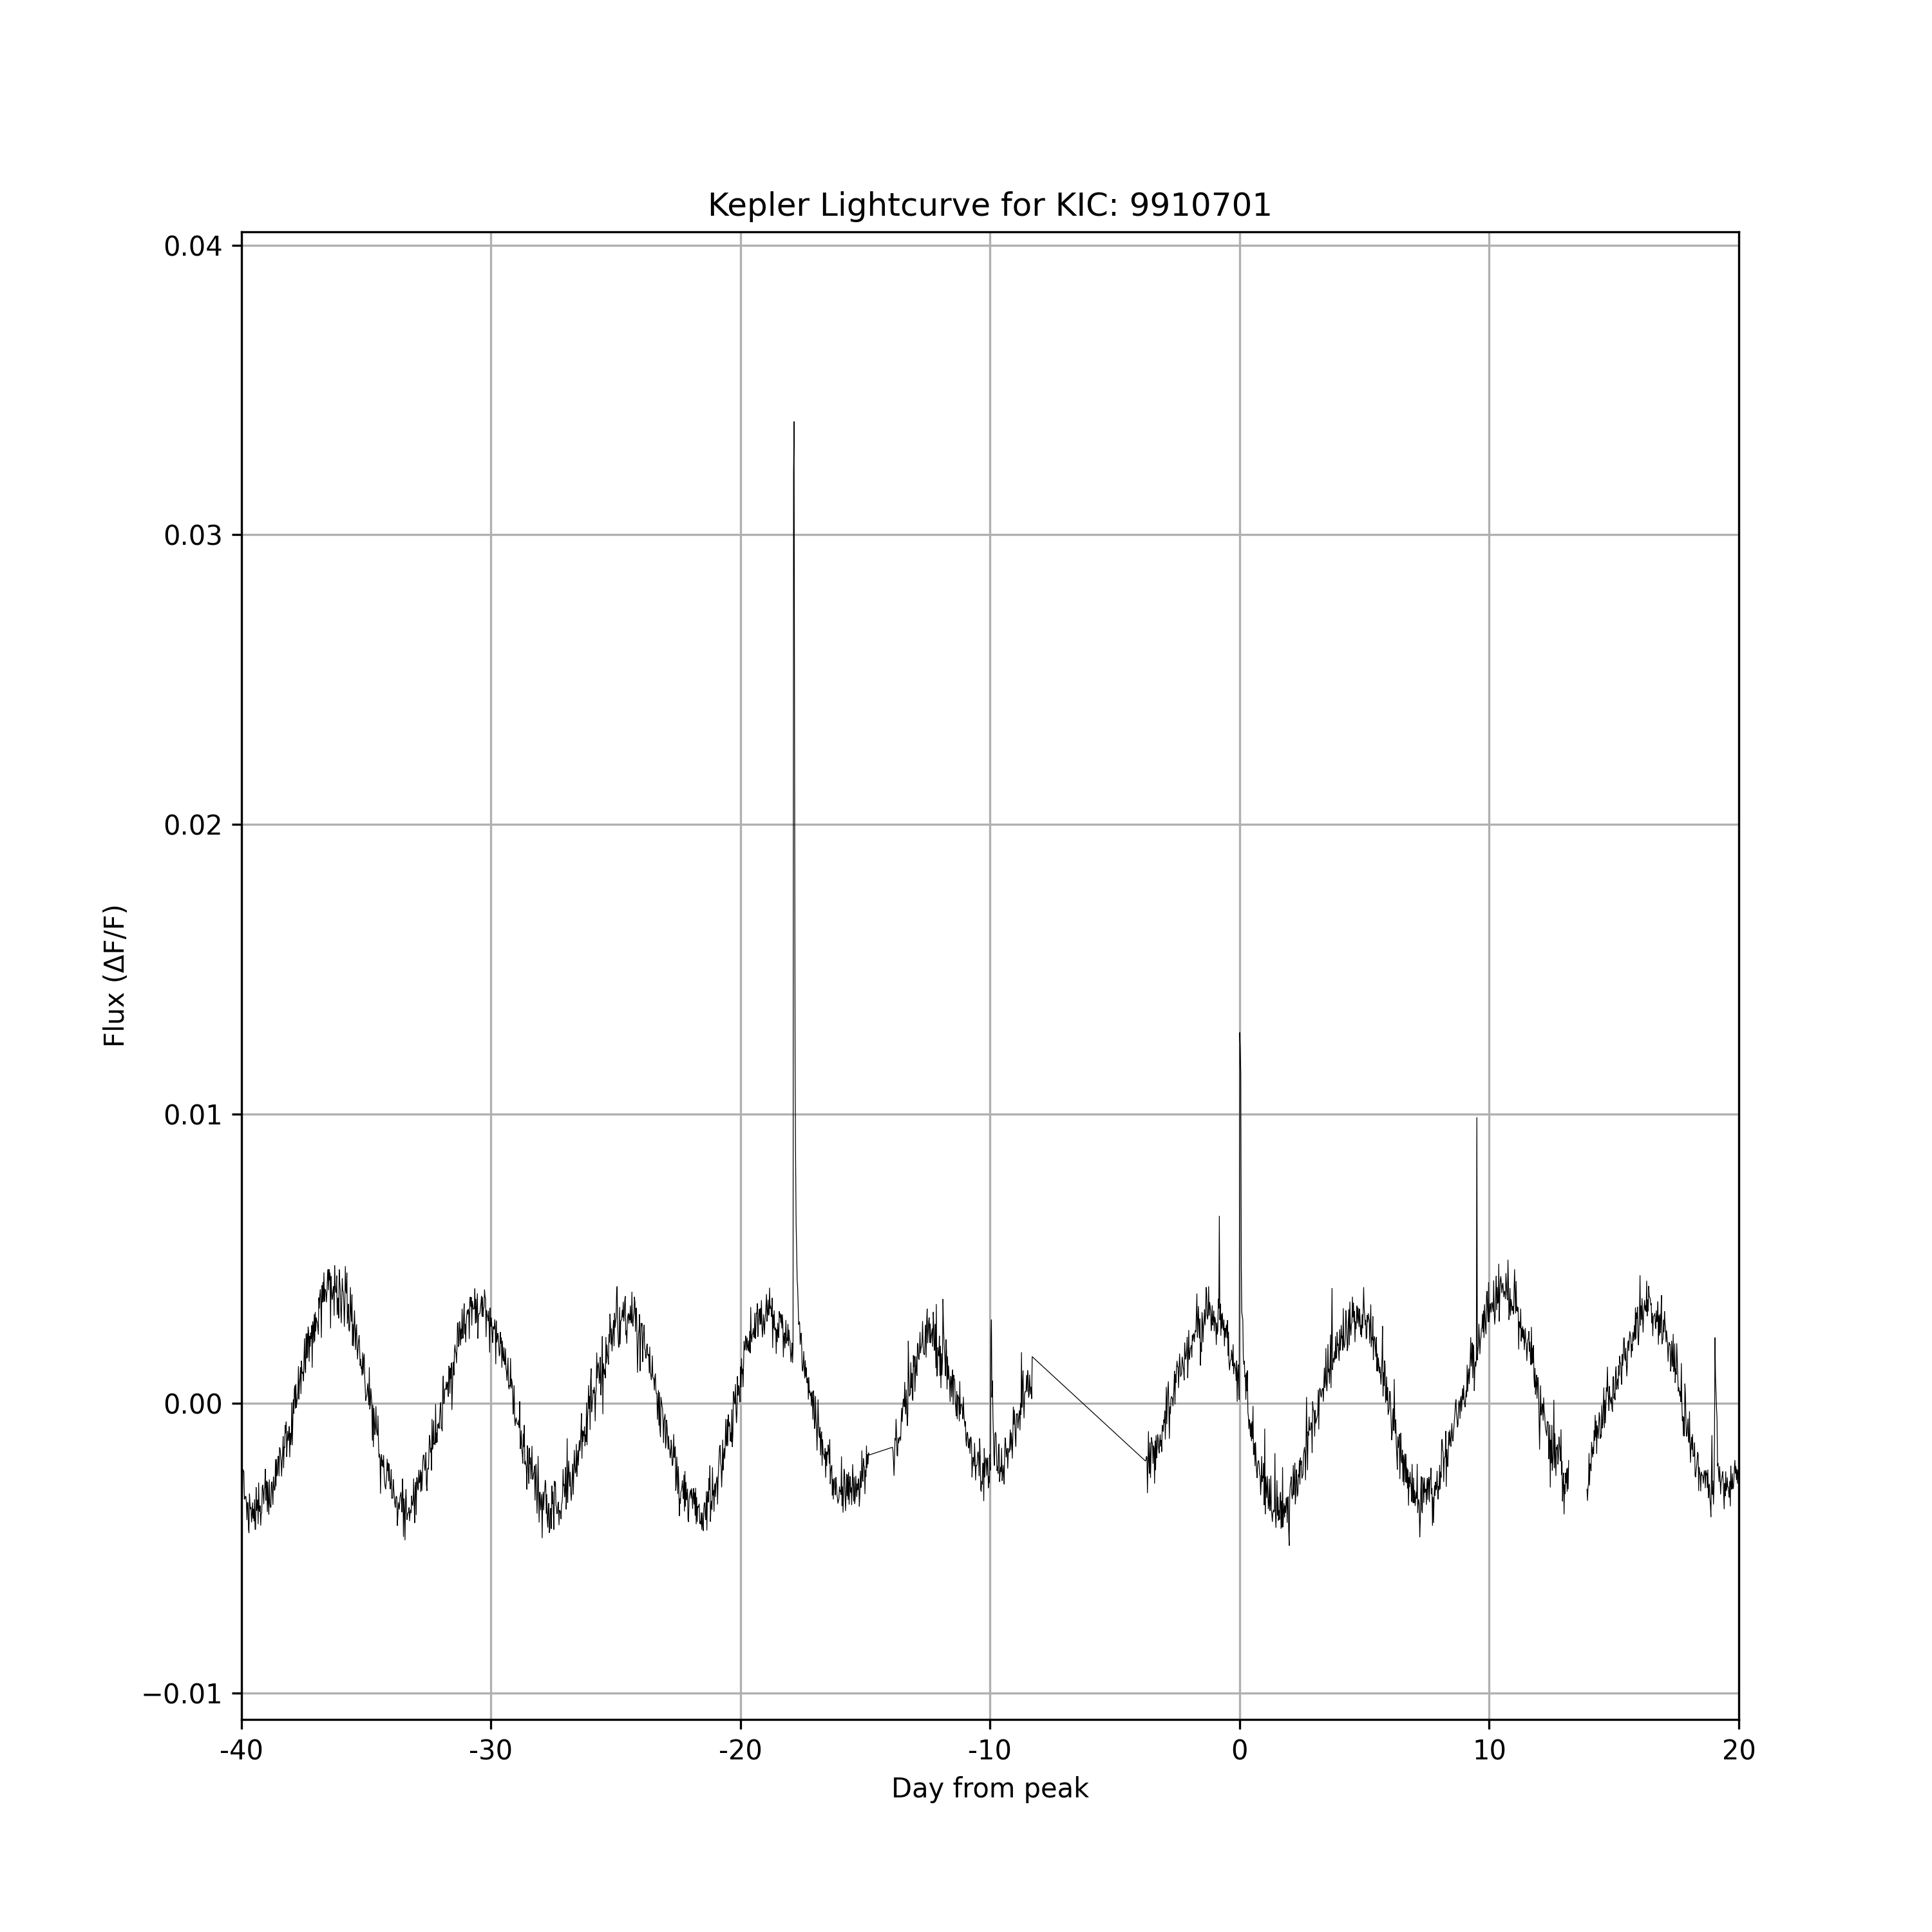 Kepler Lightcurve for KIC: 9910701
0.04
0.03
0.02
0.01
0.00
−0.01
Flux (ΔF/F)
-40 -30 -20 -10 0 10 20
Day from peak